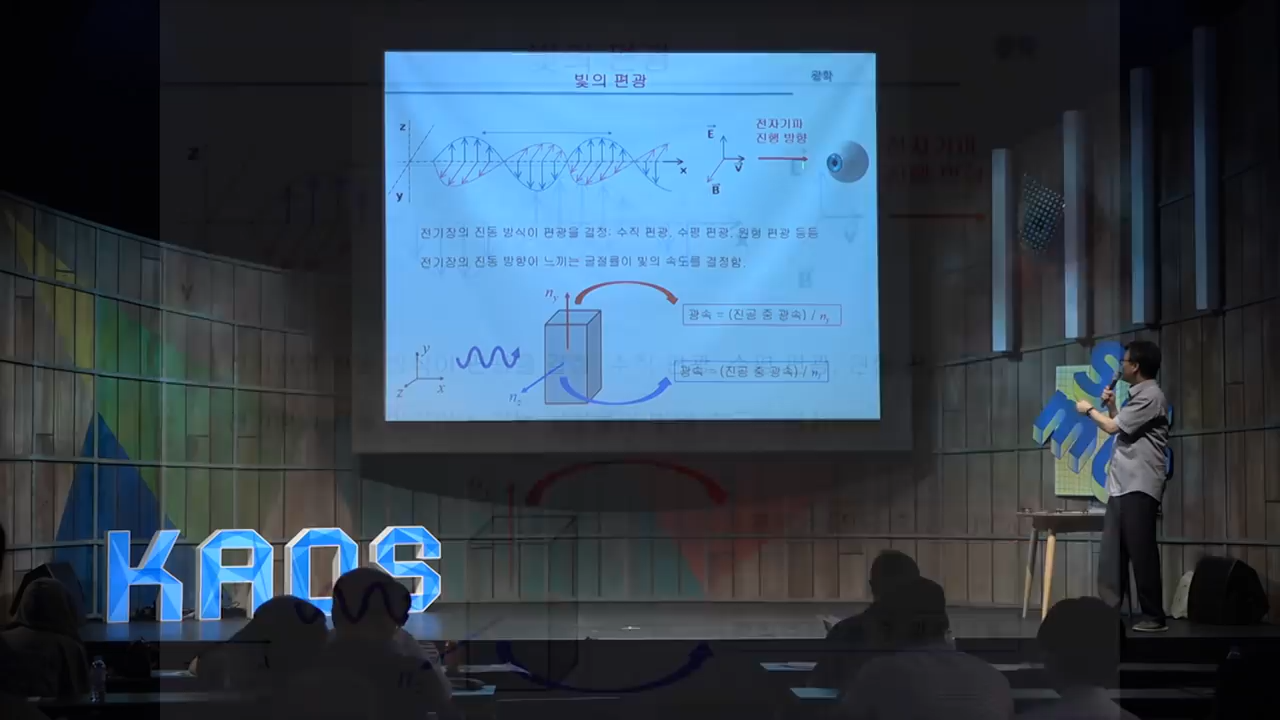 빛의 편광
광학
z
y
x
E
V
B
전자기파
진행 방향
전기장의 진동 방식이 편광을 결정: 수직 편광, 수평 편광, 원형 편광 등등
전기장의 진동 방향이 느끼는 굴절률이 빛의 속도를 결정함.
n_y
광속 = (진공 중 광속) / n_y
y
x
z
n_z
광속 = (진공 중 광속) / n_z
KAOS